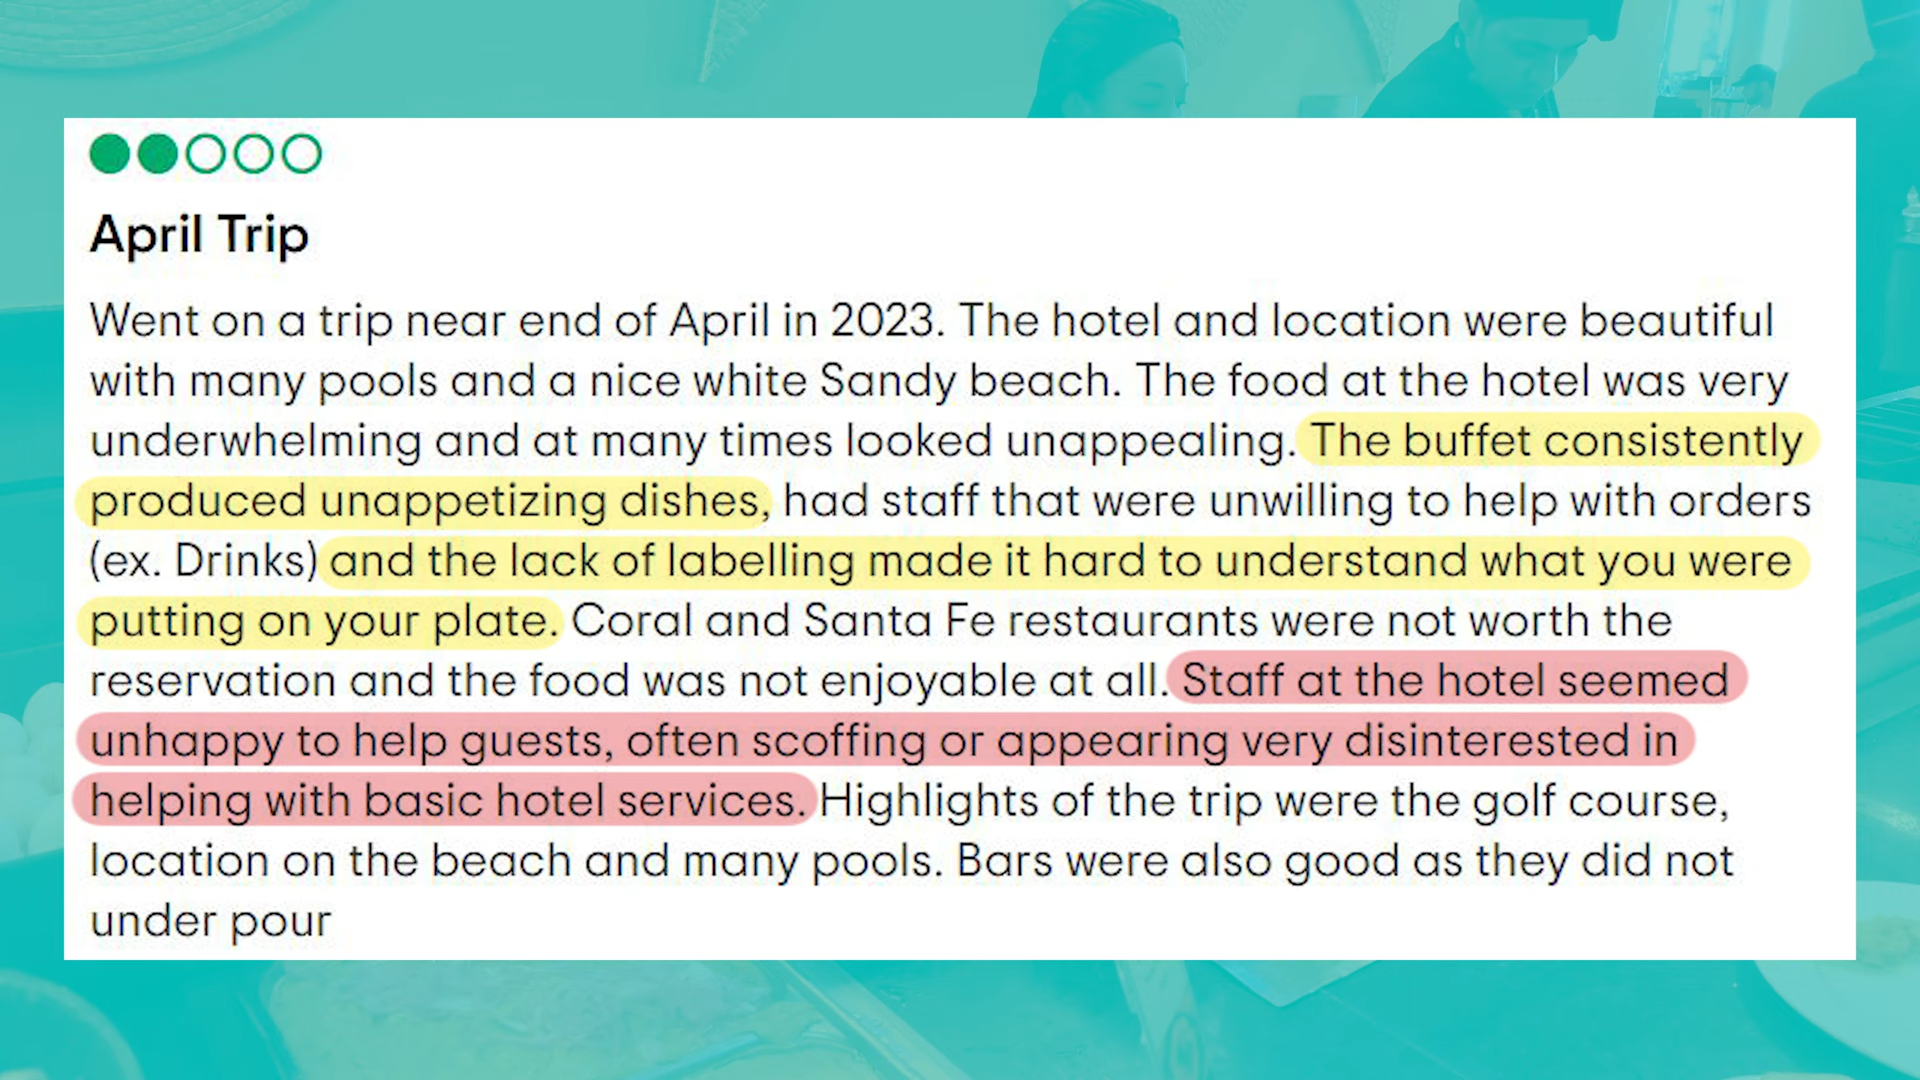 April Trip
Went on a trip near end of April in 2023. The hotel and location were beautiful
with many pools and a nice white Sandy beach. The food at the hotel was very
underwhelming and at many times looked unappealing. The buffet consistently
produced unappetizing dishes, had staff that were unwilling to help with orders
(ex. Drinks) and the lack of labelling made it hard to understand what you were
putting on your plate. Coral and Santa Fe restaurants were not worth the
reservation and the food was not enjoyable at all. Staff at the hotel seemed
unhappy to help guests, often scoffing or appearing very disinterested in
helping with basic hotel services. Highlights of the trip were the golf course,
location on the beach and many pools. Bars were also good as they did not
under pour